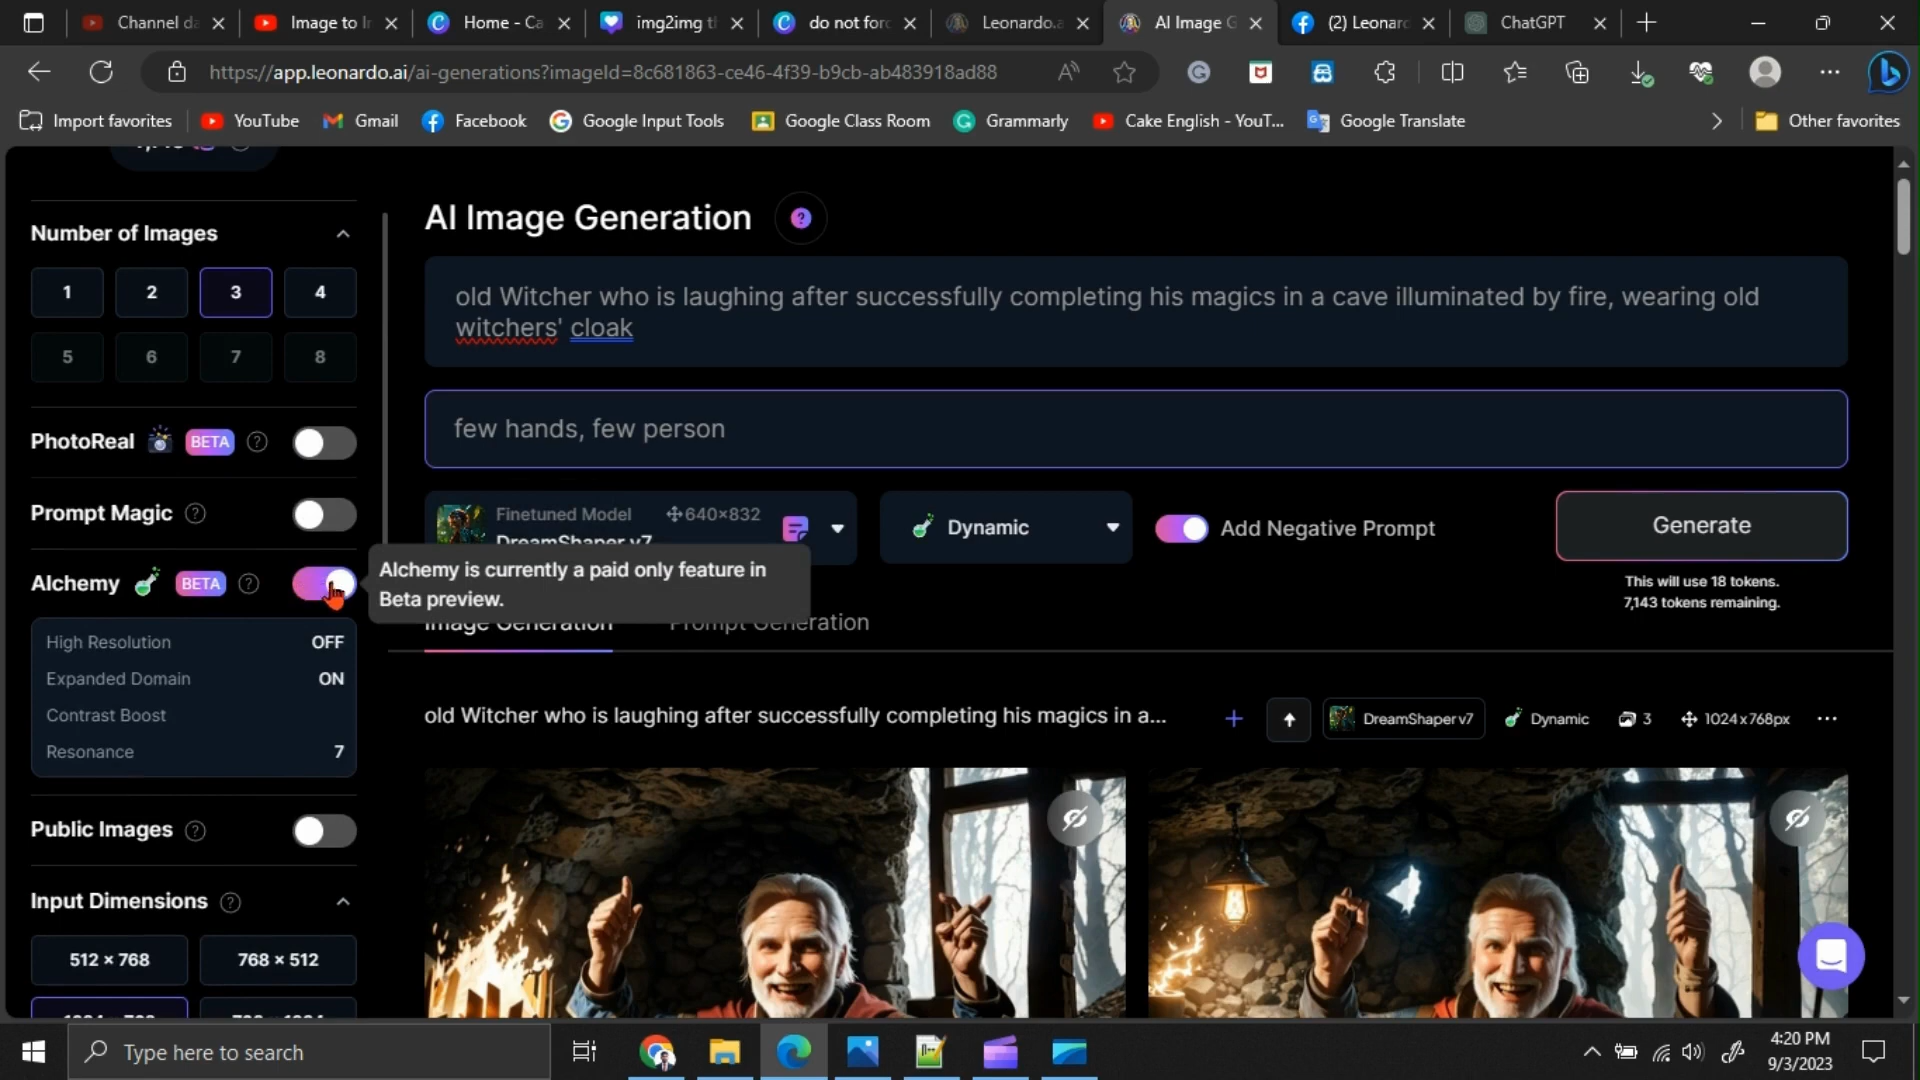 Channel da
Image to In
Home - Ca
img2img t
do not for
Leonardo.a
AI Image G
(2) Leonar
ChatGPT
https://app.leonardo.ai/ai-generations?imageId=8c681863-ce46-4f39-b9cb-ab483918ad88
Import favorites
YouTube
Gmail
Facebook
Google Input Tools
Google Class Room
Grammarly
Cake English - YouT...
Google Translate
Other favorites
Number of Images
1
2
3
4
5
6
7
8
PhotoReal BETA
Prompt Magic
Alchemy BETA
High Resolution OFF
Expanded Domain ON
Contrast Boost
Resonance 7
Public Images
Input Dimensions
512 × 768
768 × 512
AI Image Generation
old Witcher who is laughing after successfully completing his magics in a cave illuminated by fire, wearing old
witchers' cloak
few hands, few person
Finetuned Model 640×832
DreamShaper v7
Dynamic
Add Negative Prompt
Generate
This will use 18 tokens.
7,143 tokens remaining.
Alchemy is currently a paid only feature in
Beta preview.
Image Generation
Prompt Generation
old Witcher who is laughing after successfully completing his magics in a...
DreamShaper v7
Dynamic
3
1024x768px
Type here to search
4:20 PM
9/3/2023